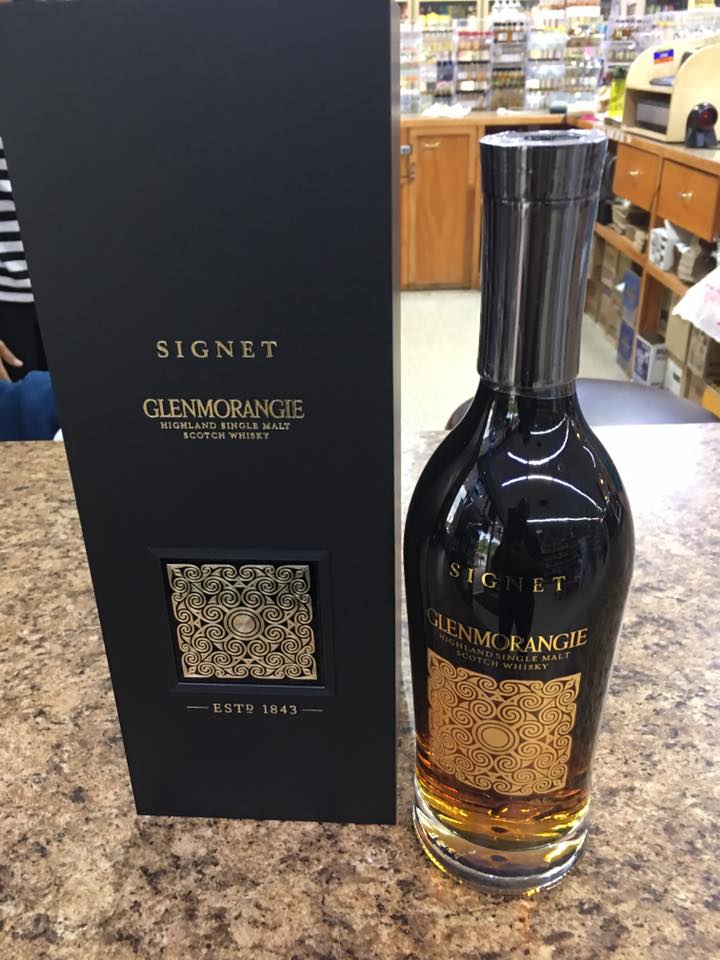 SIGNET
GLENMORANGIE
HIGHLAND SINGLE MALT
SCOTCH WHISKY
ESTD 1843
SIGNET
GLENMORANGIE
HIGHLAND SINGLE MALT
SCOTCH WHISKY